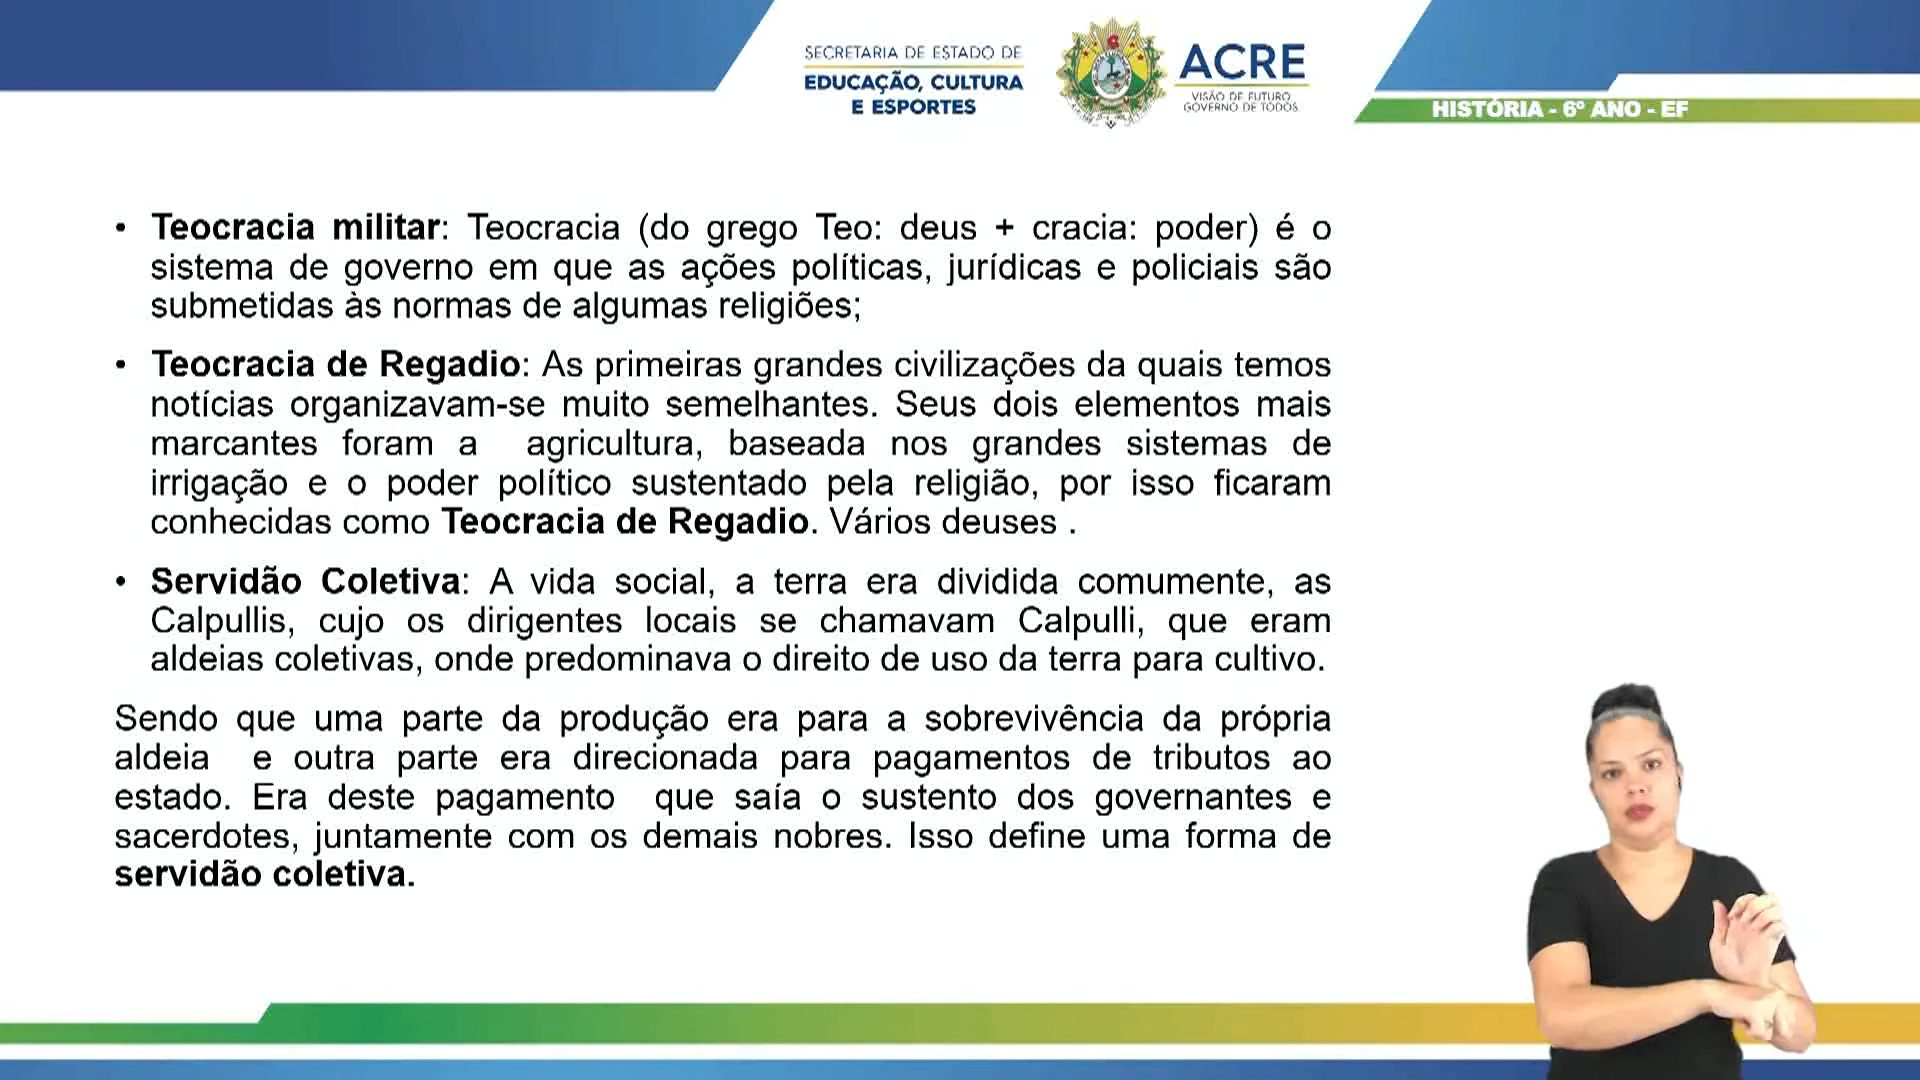 SECRETARIA DE ESTADO DE
EDUCAÇÃO, CULTURA
E ESPORTES
ACRE
VISÃO DE FUTURO
GOVERNO DE TODOS
HISTÓRIA - 6º ANO - EF
• Teocracia militar: Teocracia (do grego Teo: deus + cracia: poder) é o
sistema de governo em que as ações políticas, jurídicas e policiais são
submetidas às normas de algumas religiões;
• Teocracia de Regadio: As primeiras grandes civilizações da quais temos
notícias organizavam-se muito semelhantes. Seus dois elementos mais
marcantes foram a agricultura, baseada nos grandes sistemas de
irrigação e o poder político sustentado pela religião, por isso ficaram
conhecidas como Teocracia de Regadio. Vários deuses .
• Servidão Coletiva: A vida social, a terra era dividida comumente, as
Calpullis, cujo os dirigentes locais se chamavam Calpulli, que eram
aldeias coletivas, onde predominava o direito de uso da terra para cultivo.
Sendo que uma parte da produção era para a sobrevivência da própria
aldeia e outra parte era direcionada para pagamentos de tributos ao
estado. Era deste pagamento que saía o sustento dos governantes e
sacerdotes, juntamente com os demais nobres. Isso define uma forma de
servidão coletiva.